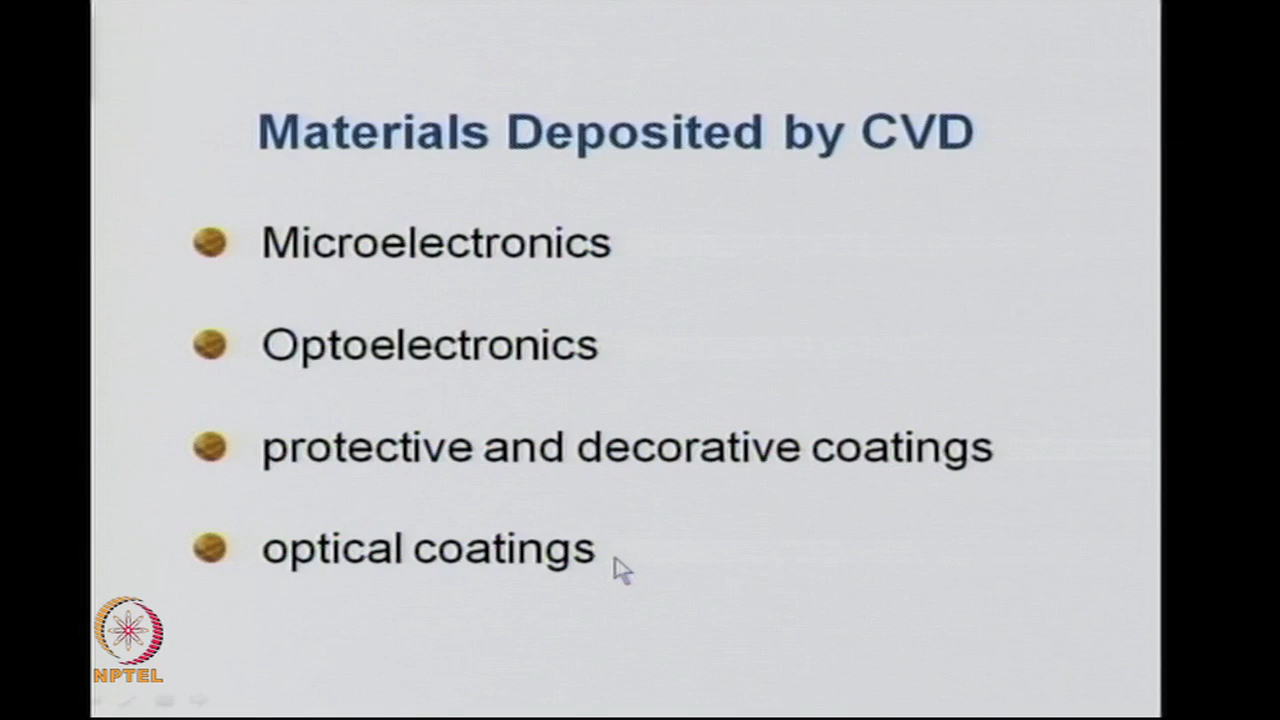 Materials Deposited by CVD
Microelectronics
Optoelectronics
protective and decorative coatings
optical coatings
NPTEL